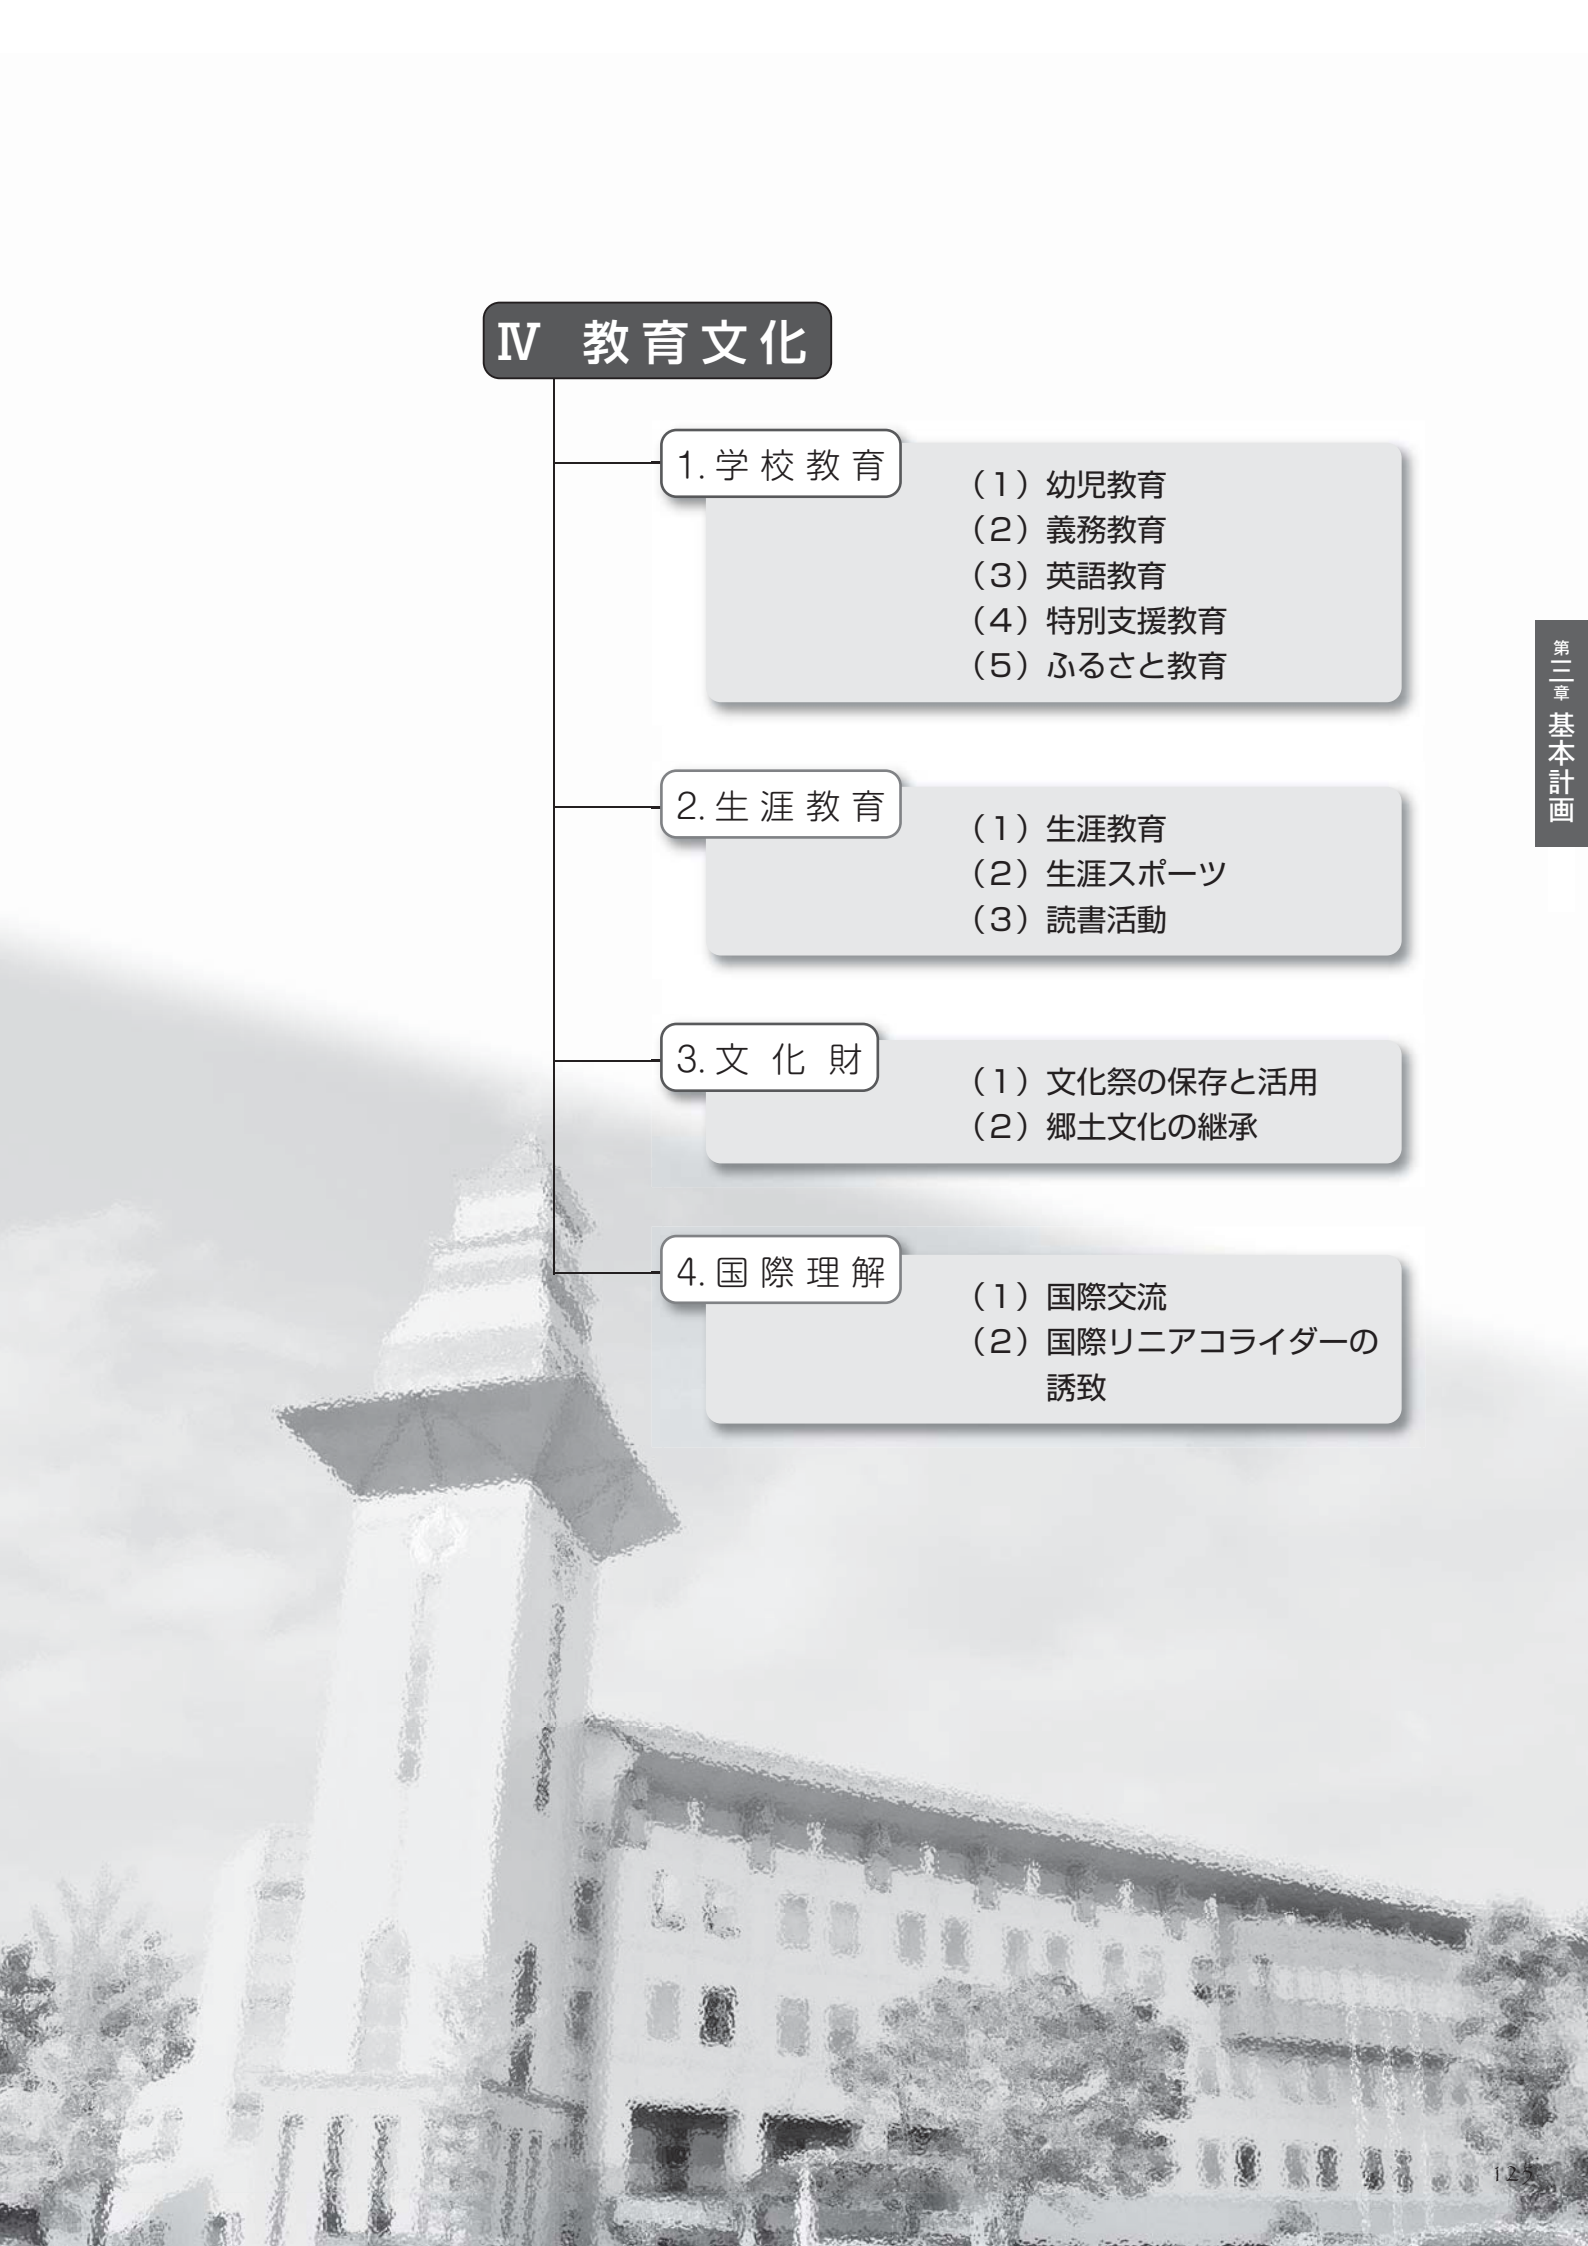 Ⅳ 教育文化
1.学校教育
（1）幼児教育
（2）義務教育
（3）英語教育
（4）特別支援教育
（5）ふるさと教育
2.生涯教育
（1）生涯教育
（2）生涯スポーツ
（3）読書活動
3.文化財
（1）文化祭の保存と活用
（2）郷土文化の継承
4.国際理解
（1）国際交流
（2）国際リニアコライダーの
誘致
第三章 基本計画
125